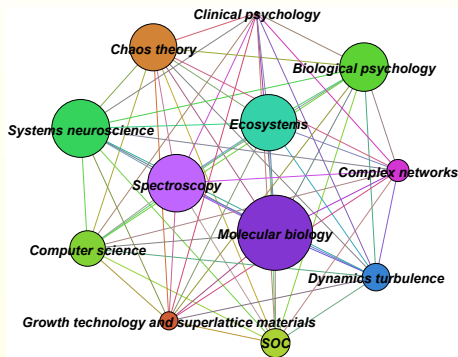 Clinical psychology
Chaos theory
Biological psychology
Systems neuroscience
Ecosystems
Spectroscopy
Complex networks
Molecular biology
Computer science
Dynamics turbulence
Growth technology and superlattice materials
SOC